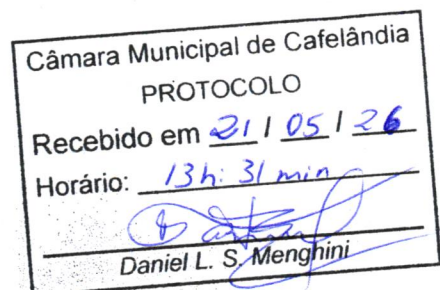 Câmara Municipal de Cafelândia
PROTOCOLO
Recebido em 21 / 05 / 26
Horário: 13h: 31 min
Daniel L. S. Menghini